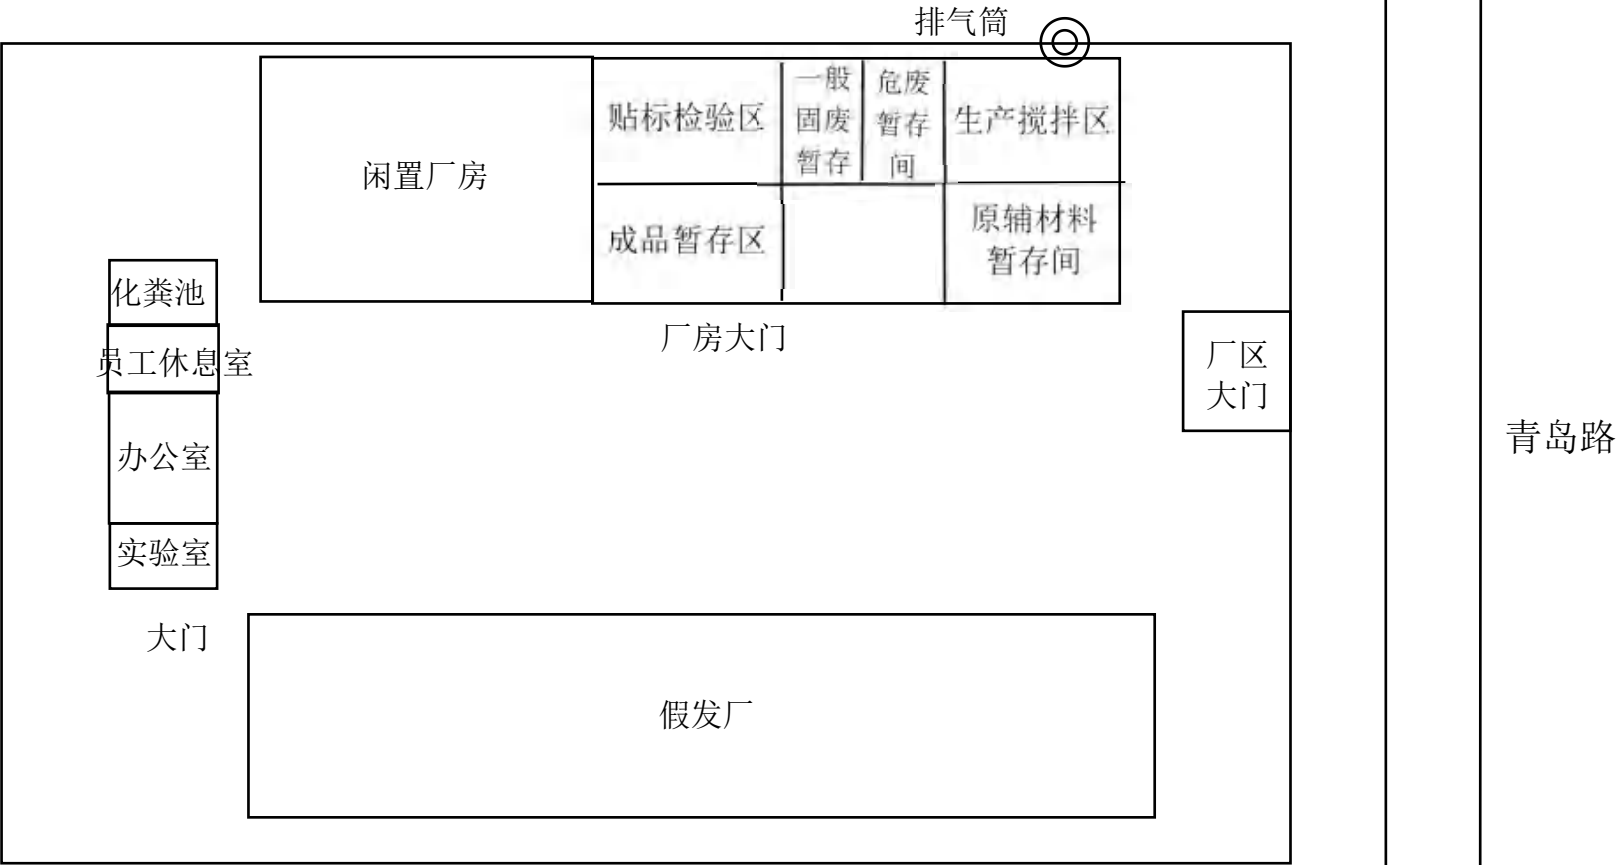 排气筒
贴标检验区
一般
固废
暂存
危废
暂存
间
生产搅拌区
闲置厂房
成品暂存区
原辅材料
暂存间
化粪池
厂房大门
员工休息室
厂区
大门
青岛路
办公室
实验室
大门
假发厂